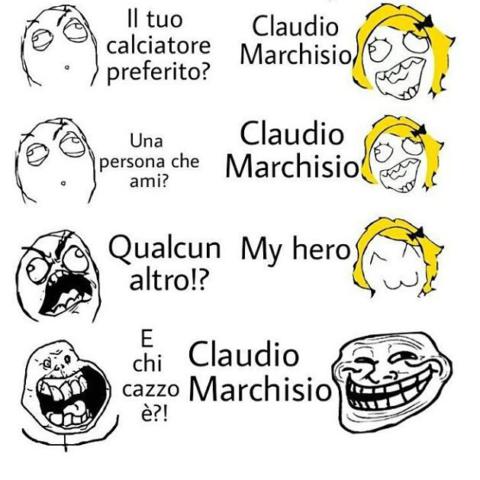 Il tuo
calciatore
preferito?
Claudio
Marchisio
Una
persona che
ami?
Claudio
Marchisio
Qualcun
altro!?
My hero
E
chi
cazzo
è?!
Claudio
Marchisio